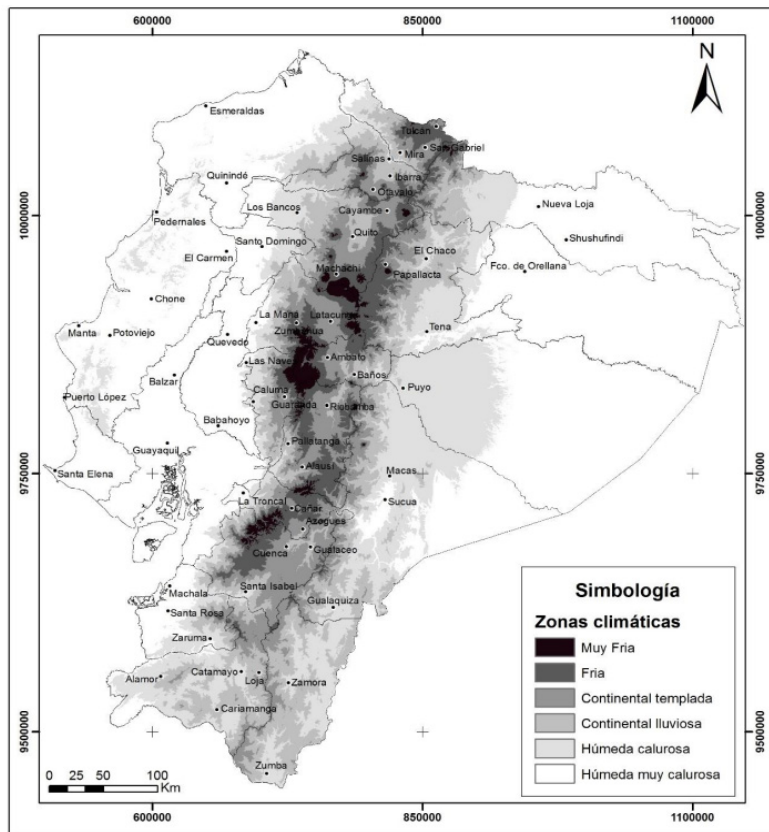 600000 850000 1100000
N
Esmeraldas
Tulcan
San Gabriel
Mira
Salinas
Ibarra
Quinindé
Otavalo
Nueva Loja
Los Bancos
Cayambe
Pedernales
10000000
10000000
Quito
Shushufindi
Santo Domingo
El Carmen
El Chaco
Machachi
Papallacta
Fco. de Orellana
Chone
La Maná
Latacunga
Manta
Potoviejo
Zumbahua
Tena
Quevedo
Las Naves
Ambato
Balzar
Baños
Puerto López
Caluma
Puyo
Guaranda
Riobamba
Babahoyo
Guayaquil
Pallatanga
Santa Elena
Alausí
Macas
9750000
9750000
La Troncal
Sucua
Cañar
Azogues
Cuenca
Gualaceo
Machala
Santa Isabel
Santa Rosa
Gualaquiza
Zaruma
Alamor
Catamayo
Loja
Zamora
Cariamanga
9500000
9500000
Zumba
Simbología
Zonas climáticas
Muy Fria
Fria
Continental templada
Continental lluviosa
Húmeda calurosa
Húmeda muy calurosa
0 25 50 100
Km
600000 850000 1100000